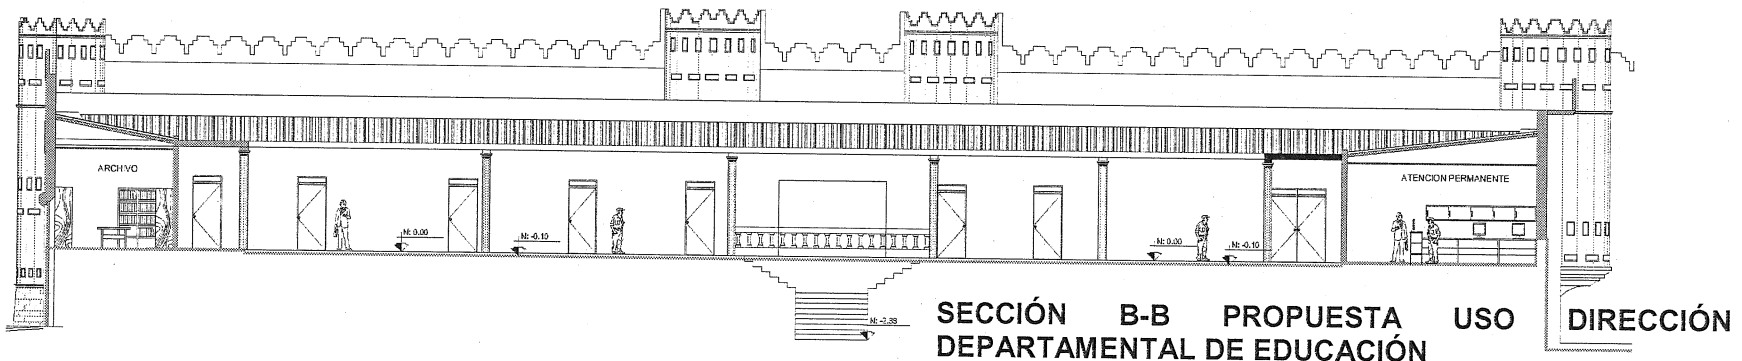 ARCHIVO
ATENCION PERMANENTE
N: 0.00
N: -0.10
N: 0.00
N: -0.10
N: -2.38
SECCIÓN B-B PROPUESTA USO DIRECCIÓN
DEPARTAMENTAL DE EDUCACIÓN